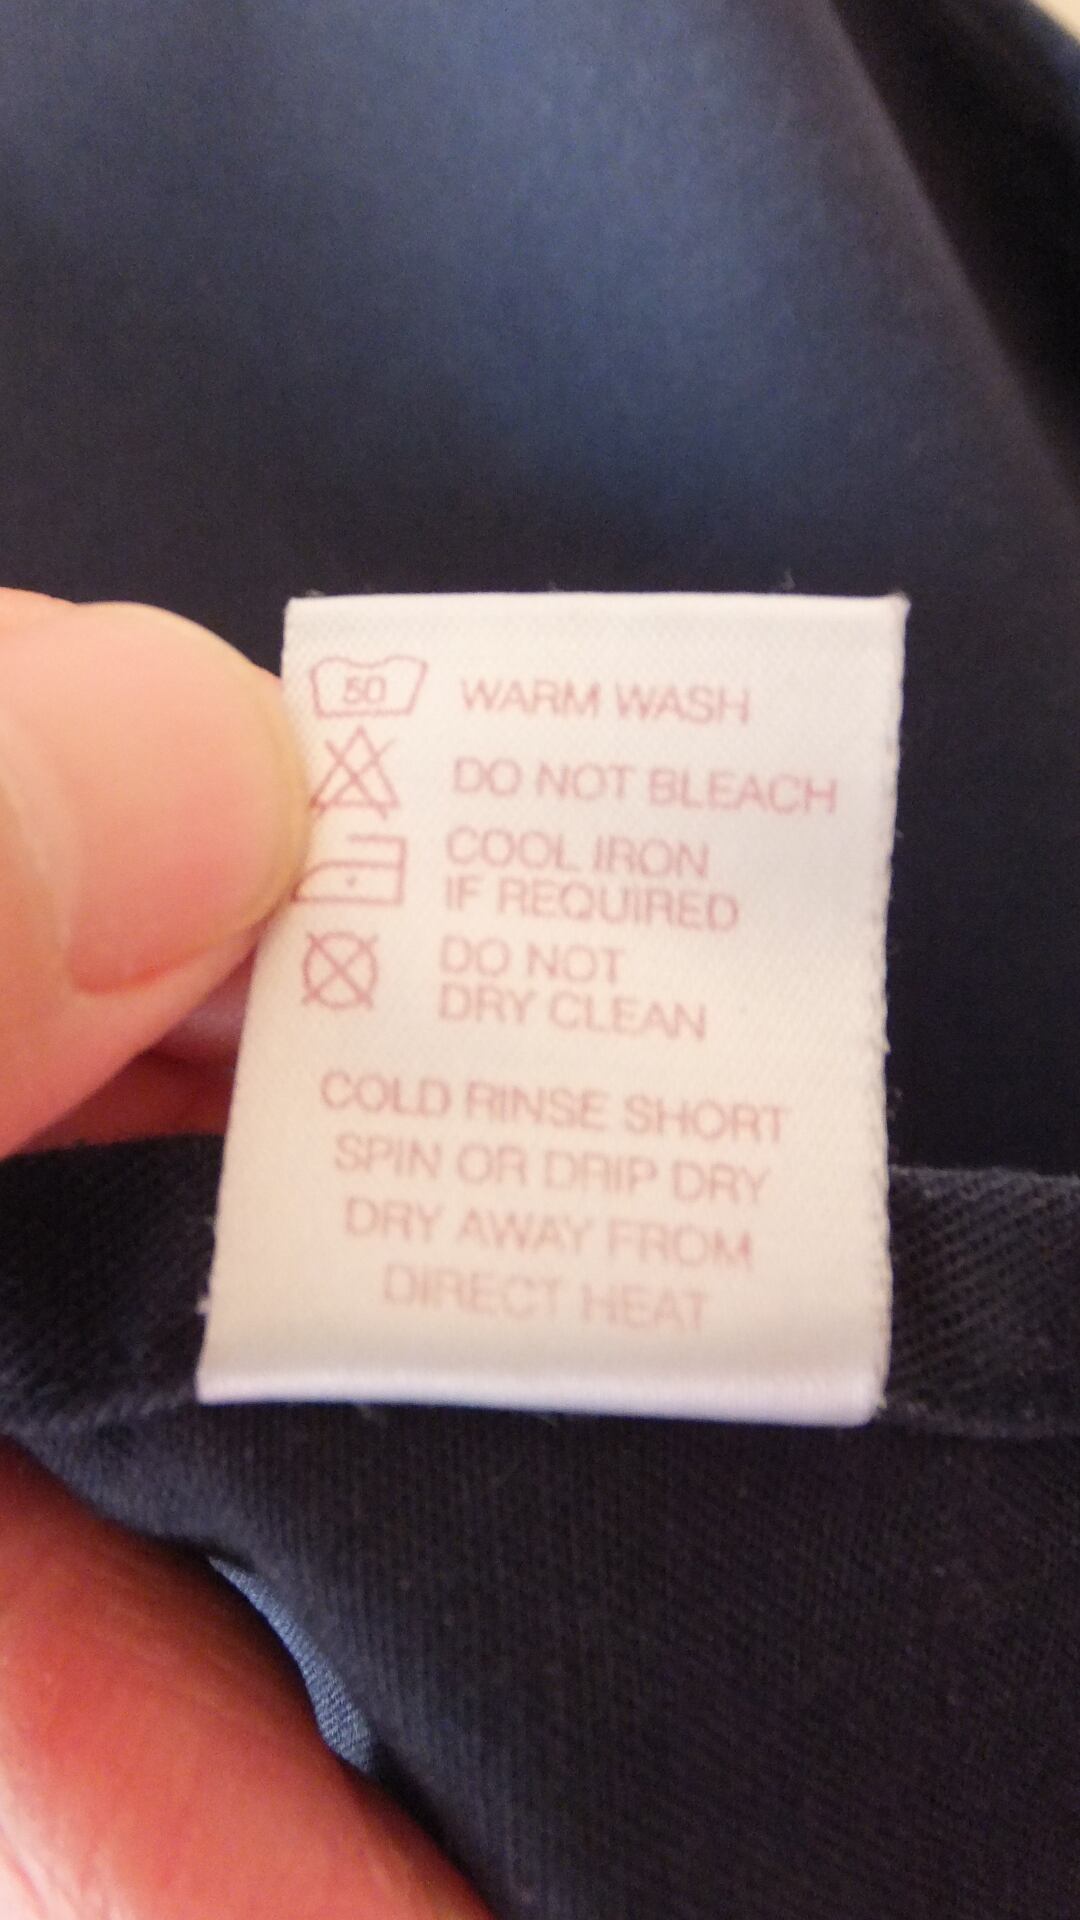 50 WARM WASH
DO NOT BLEACH
COOL IRON
IF REQUIRED
DO NOT
DRY CLEAN
COLD RINSE SHORT
SPIN OR DRIP DRY
DRY AWAY FROM
DIRECT HEAT